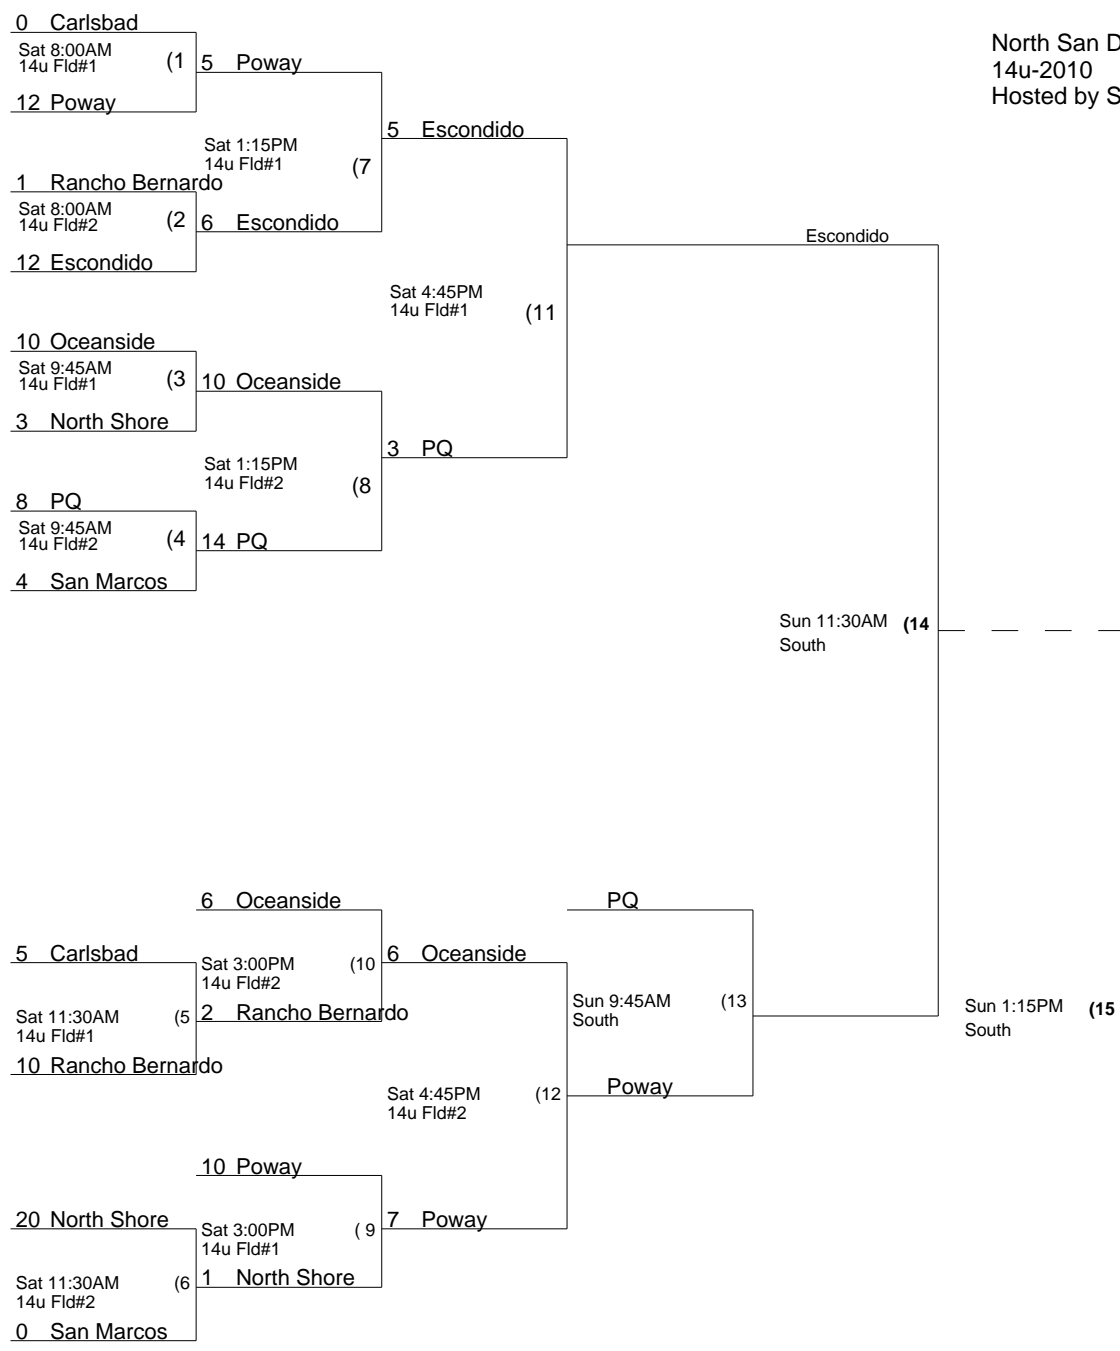 0 Carlsbad
Sat 8:00AM
14u Fld#1
(1
12 Poway
5 Poway
North San D
14u-2010
Hosted by S
Sat 1:15PM
14u Fld#1
(7
5 Escondido
1 Rancho Bernardo
Sat 8:00AM
14u Fld#2
(2
12 Escondido
6 Escondido
Escondido
Sat 4:45PM
14u Fld#1
(11
10 Oceanside
Sat 9:45AM
14u Fld#1
(3
3 North Shore
10 Oceanside
Sat 1:15PM
14u Fld#2
(8
3 PQ
8 PQ
Sat 9:45AM
14u Fld#2
(4
4 San Marcos
14 PQ
Sun 11:30AM
South
(14
6 Oceanside
PQ
5 Carlsbad
Sat 3:00PM
14u Fld#2
(10
6 Oceanside
Sat 11:30AM
14u Fld#1
(5
2 Rancho Bernardo
10 Rancho Bernardo
Sun 9:45AM
South
(13
Sun 1:15PM
South
(15
Sat 4:45PM
14u Fld#2
(12
Poway
10 Poway
20 North Shore
Sat 3:00PM
14u Fld#1
( 9
7 Poway
Sat 11:30AM
14u Fld#2
(6
1 North Shore
0 San Marcos